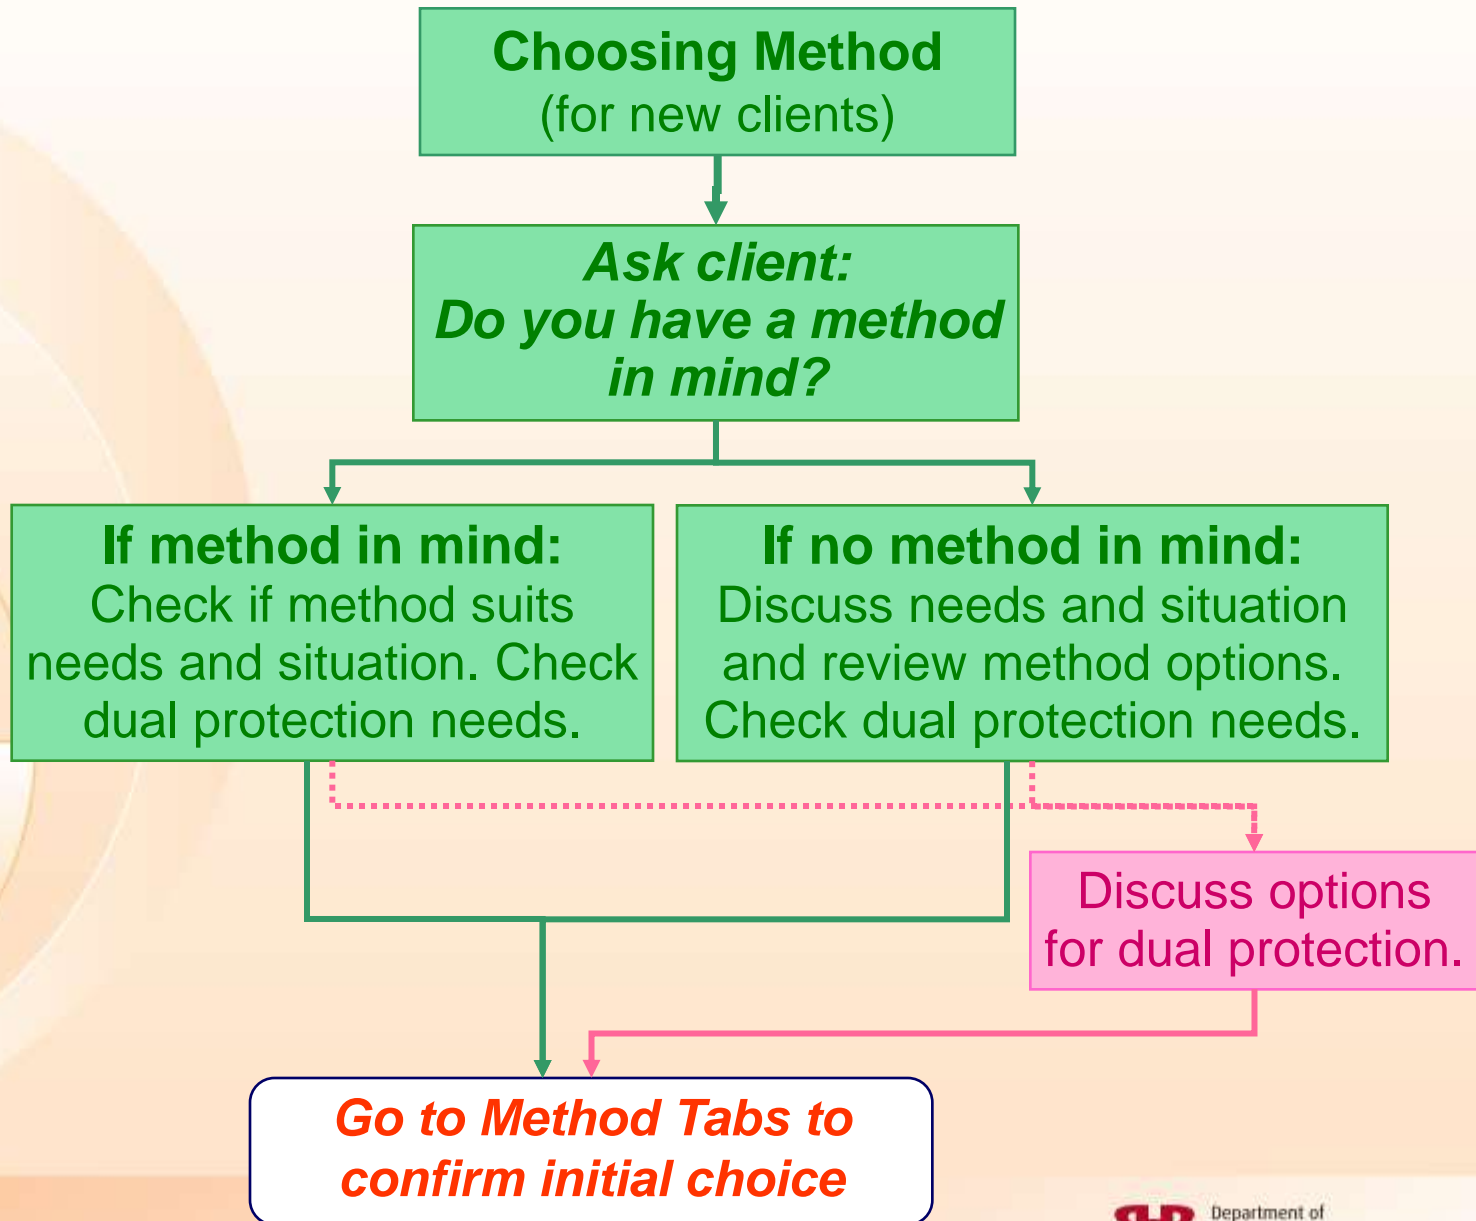 Choosing Method
(for new clients)
Ask client:
Do you have a method
in mind?
If method in mind:
Check if method suits
needs and situation. Check
dual protection needs.
If no method in mind:
Discuss needs and situation
and review method options.
Check dual protection needs.
Discuss options
for dual protection.
Go to Method Tabs to
confirm initial choice
Department of